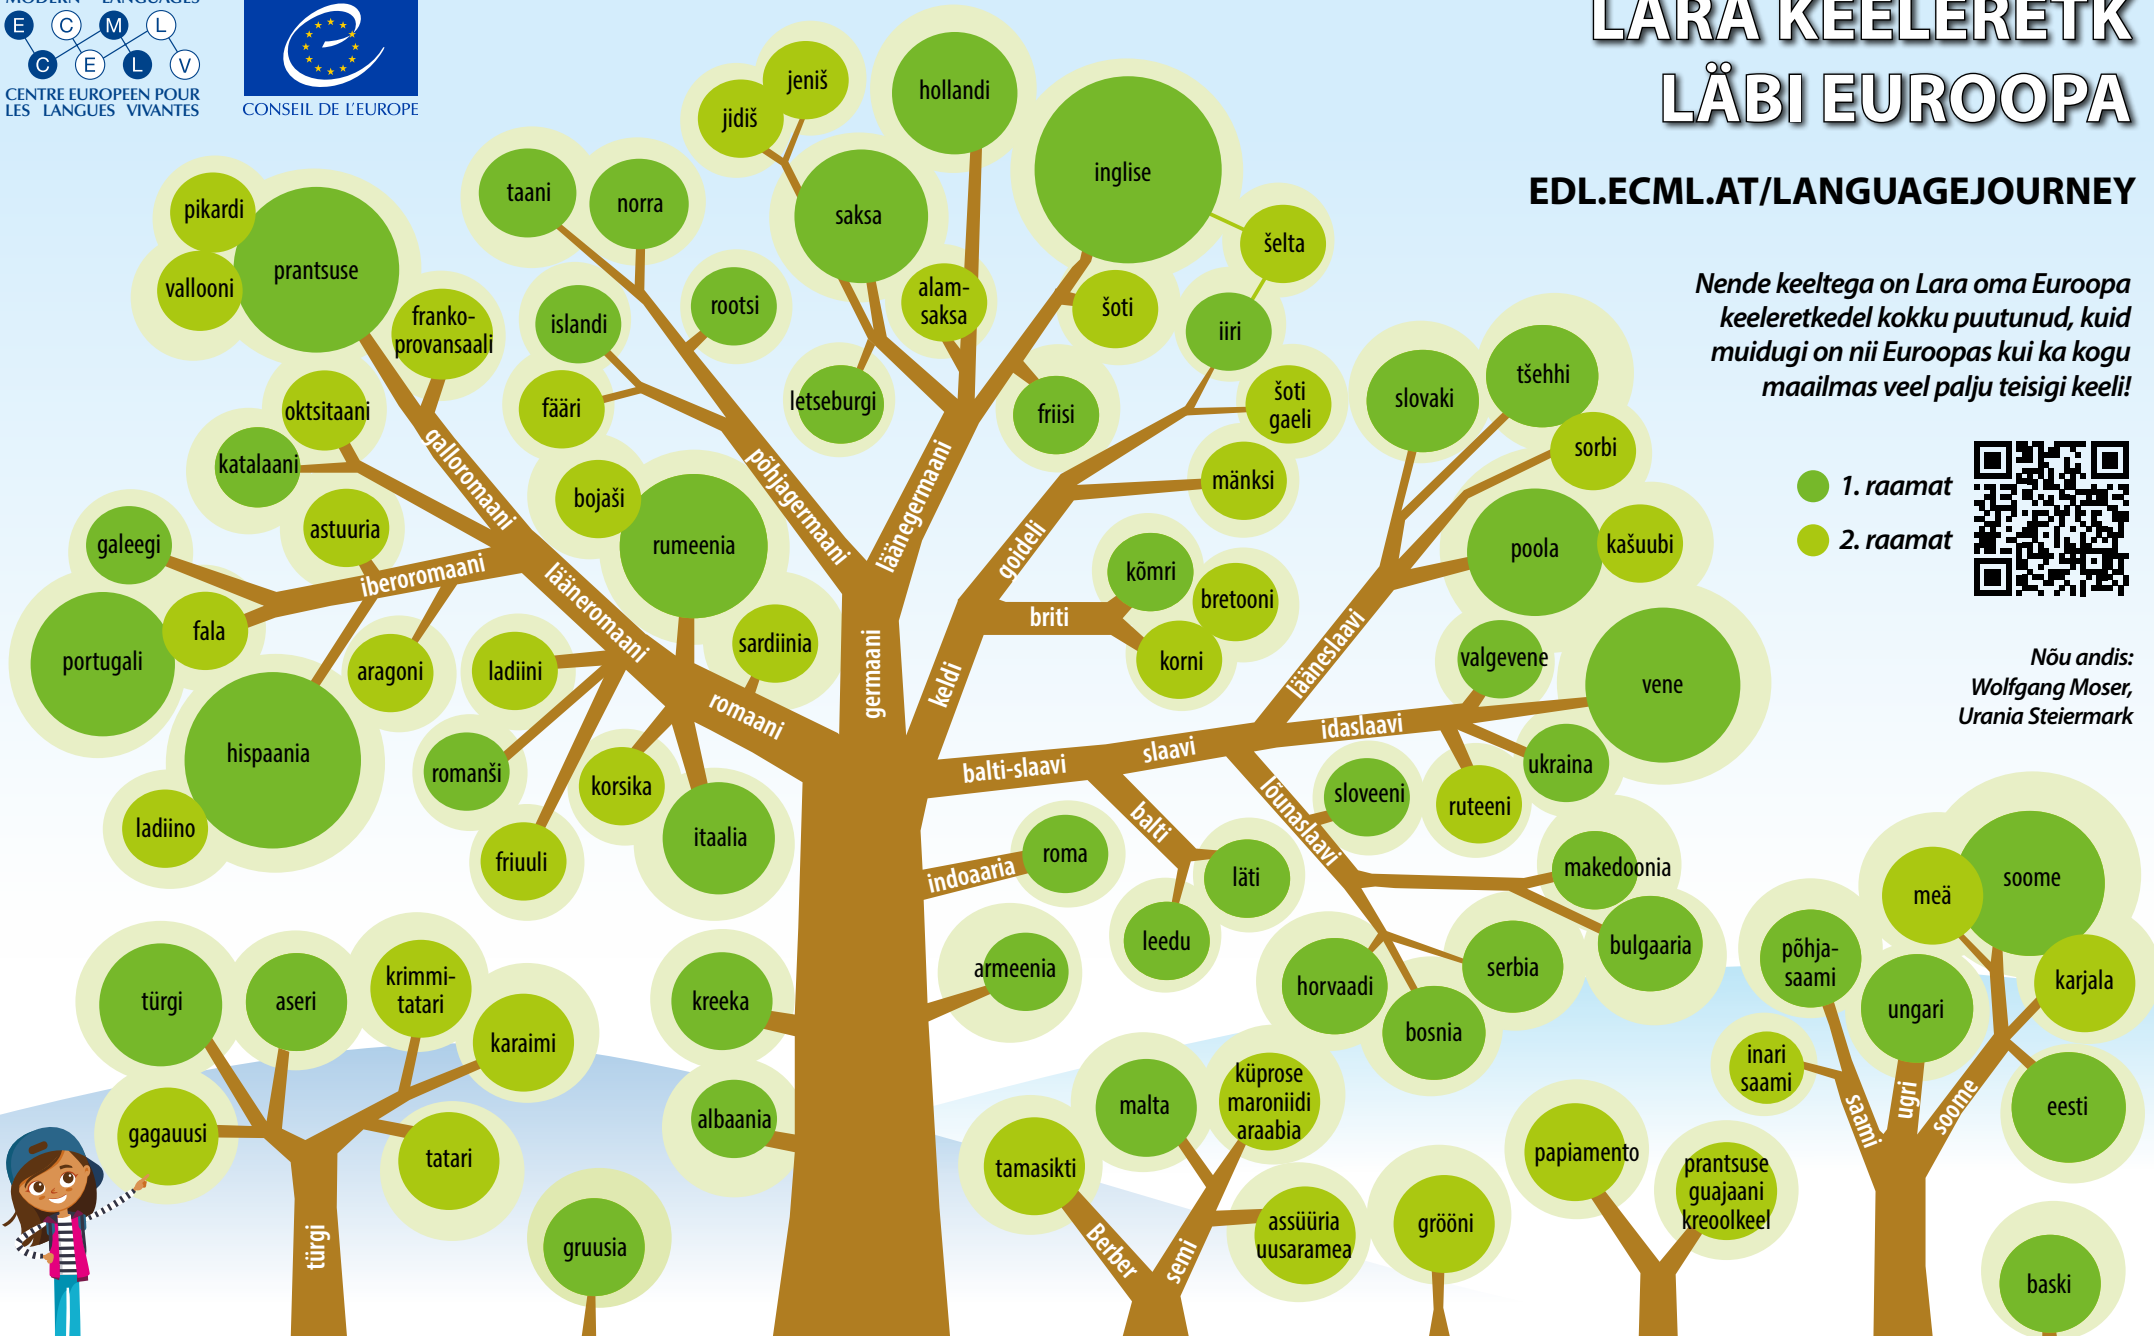 MODERN LANGUAGES
E C M L
C E L V
CENTRE EUROPEEN POUR
LES LANGUES VIVANTES
CONSEIL DE L'EUROPE
LARA KEELERETK
LÄBI EUROOPA
EDL.ECML.AT/LANGUAGEJOURNEY
Nende keeltega on Lara oma Euroopa
keeleretkedel kokku puutunud, kuid
muidugi on nii Euroopas kui ka kogu
maailmas veel palju teisigi keeli!
1. raamat
2. raamat
Nõu andis:
Wolfgang Moser,
Urania Steiermark
pikardi
vallooni
prantsuse
franko-
provansaali
oktsitaani
katalaani
galloromaani
astuuria
galeegi
iberoromaani
portugali
fala
hispaania
aragoni
ladiino
lääneromaani
ladiini
romanši
friuuli
korsika
itaalia
sardiinia
rumeenia
bojaši
romaani
taani
norra
islandi
fääri
rootsi
põhjagermaani
jidiš
jeniš
saksa
letseburgi
hollandi
alam-
saksa
inglise
šoti
friisi
läänegermaani
germaani
šelta
iiri
šoti
gaeli
mänksi
goideli
kõmri
bretooni
korni
briti
keldi
slovaki
tšehhi
sorbi
poola
kašuubi
lääneslaavi
valgevene
vene
ukraina
ruteeni
idaslaavi
slaavi
balti-slaavi
balti
läti
leedu
lõunaslaavi
sloveeni
makedoonia
bulgaaria
serbia
bosnia
horvaadi
indoaaria
roma
armeenia
kreeka
albaania
türgi
aseri
krimmi-
tatari
karaimi
gagauusi
tatari
türgi
gruusia
tamasikti
malta
küprose
maroniidi
araabia
assüüria
uusaramea
Berber
semi
grööni
papiamento
prantsuse
guajaani
kreoolkeel
põhja-
saami
inari
saami
saami
ungari
ugri
meä
soome
karjala
eesti
soome
baski